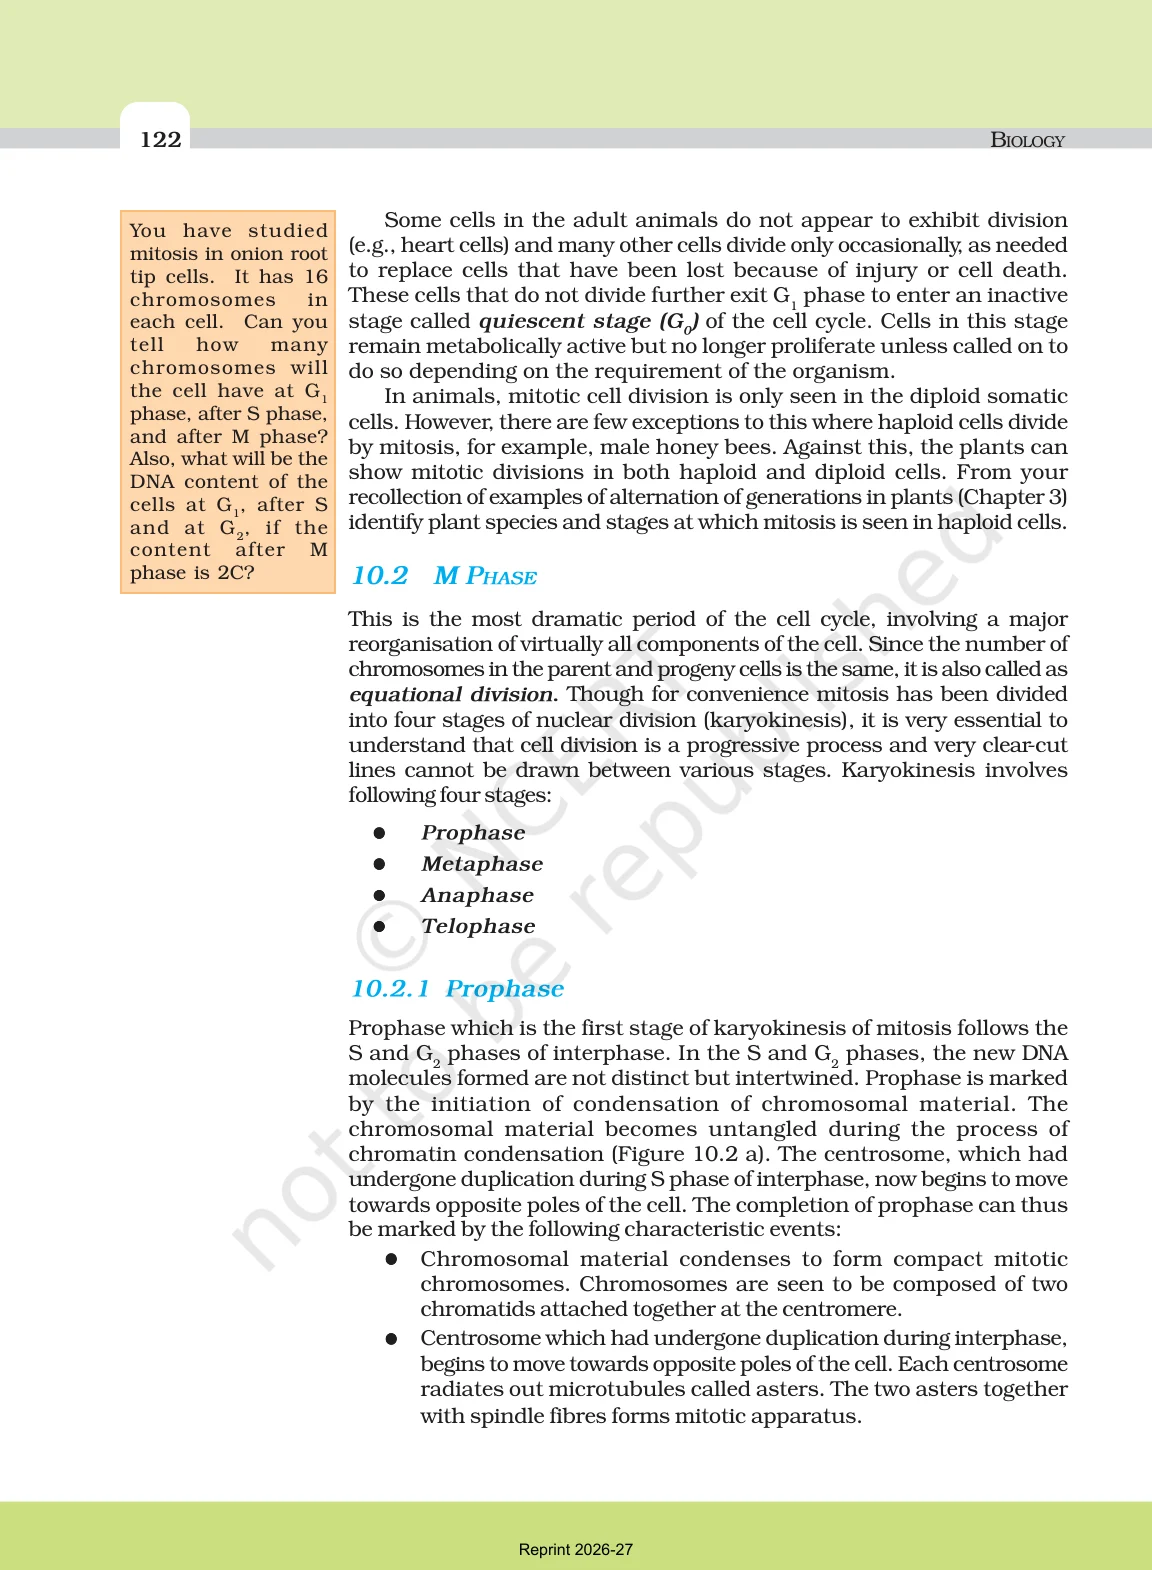 122
BIOLOGY
You have studied
mitosis in onion root
tip cells. It has 16
chromosomes in
each cell. Can you
tell how many
chromosomes will
the cell have at G1
phase, after S phase,
and after M phase?
Also, what will be the
DNA content of the
cells at G1, after S
and at G2, if the
content after M
phase is 2C?
Some cells in the adult animals do not appear to exhibit division
(e.g., heart cells) and many other cells divide only occasionally, as needed
to replace cells that have been lost because of injury or cell death.
These cells that do not divide further exit G1 phase to enter an inactive
stage called quiescent stage (G0) of the cell cycle. Cells in this stage
remain metabolically active but no longer proliferate unless called on to
do so depending on the requirement of the organism.
In animals, mitotic cell division is only seen in the diploid somatic
cells. However, there are few exceptions to this where haploid cells divide
by mitosis, for example, male honey bees. Against this, the plants can
show mitotic divisions in both haploid and diploid cells. From your
recollection of examples of alternation of generations in plants (Chapter 3)
identify plant species and stages at which mitosis is seen in haploid cells.
10.2 M PHASE
This is the most dramatic period of the cell cycle, involving a major
reorganisation of virtually all components of the cell. Since the number of
chromosomes in the parent and progeny cells is the same, it is also called as
equational division. Though for convenience mitosis has been divided
into four stages of nuclear division (karyokinesis), it is very essential to
understand that cell division is a progressive process and very clear-cut
lines cannot be drawn between various stages. Karyokinesis involves
following four stages:
● Prophase
● Metaphase
● Anaphase
● Telophase
10.2.1 Prophase
Prophase which is the first stage of karyokinesis of mitosis follows the
S and G2 phases of interphase. In the S and G2 phases, the new DNA
molecules formed are not distinct but intertwined. Prophase is marked
by the initiation of condensation of chromosomal material. The
chromosomal material becomes untangled during the process of
chromatin condensation (Figure 10.2 a). The centrosome, which had
undergone duplication during S phase of interphase, now begins to move
towards opposite poles of the cell. The completion of prophase can thus
be marked by the following characteristic events:
● Chromosomal material condenses to form compact mitotic
chromosomes. Chromosomes are seen to be composed of two
chromatids attached together at the centromere.
● Centrosome which had undergone duplication during interphase,
begins to move towards opposite poles of the cell. Each centrosome
radiates out microtubules called asters. The two asters together
with spindle fibres forms mitotic apparatus.
© NCERT
not to be republished
Reprint 2026-27